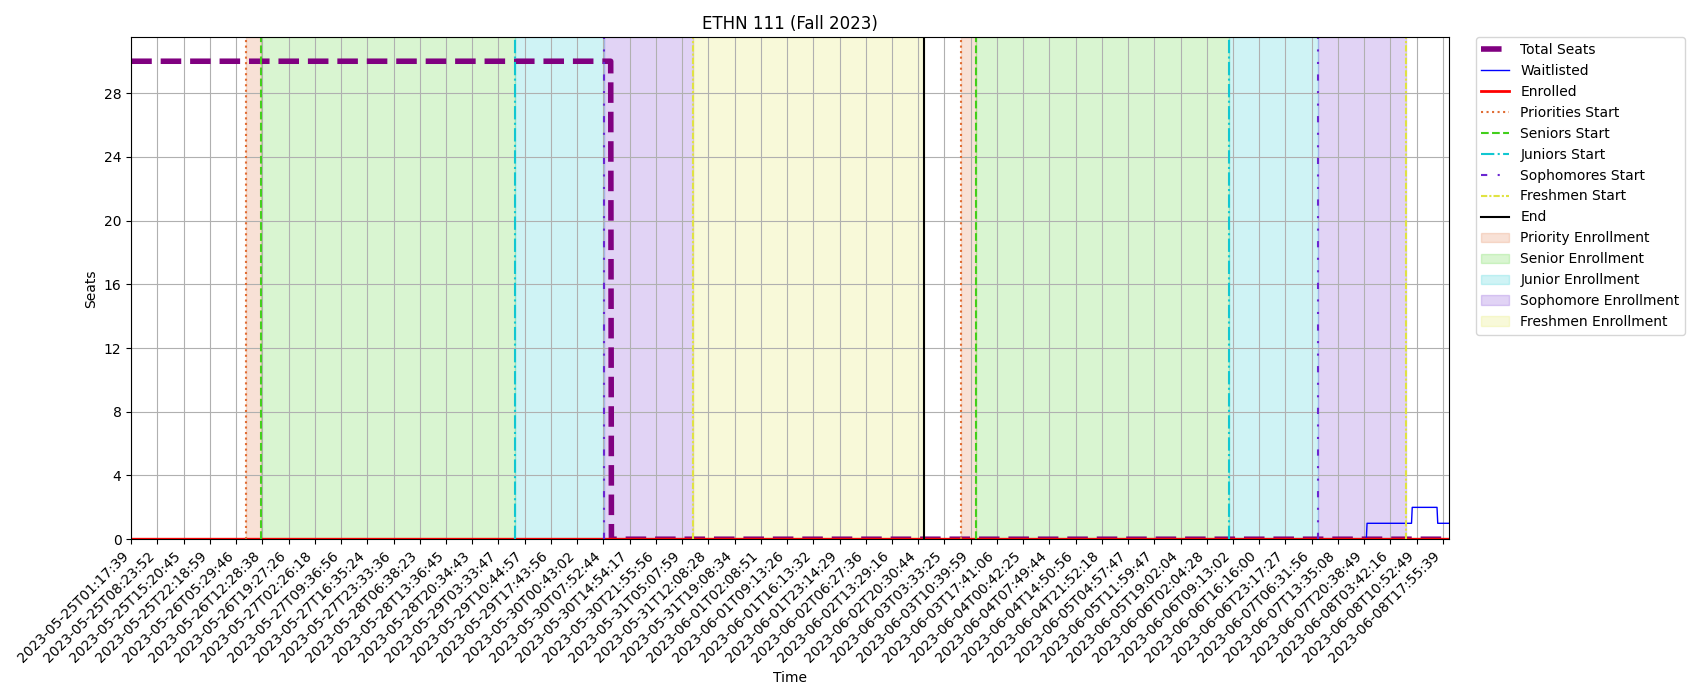 ETHN 111 (Fall 2023)
Seats
28
24
20
16
12
8
4
0
2023-05-25T01:17:39
2023-05-25T08:23:52
2023-05-25T15:20:45
2023-05-25T22:18:59
2023-05-26T05:29:46
2023-05-26T12:28:38
2023-05-26T19:27:26
2023-05-27T02:26:18
2023-05-27T09:36:56
2023-05-27T16:35:24
2023-05-27T23:33:36
2023-05-28T06:38:23
2023-05-28T13:36:45
2023-05-28T20:34:43
2023-05-29T03:33:47
2023-05-29T10:44:57
2023-05-29T17:43:56
2023-05-30T00:43:02
2023-05-30T07:52:44
2023-05-30T14:54:17
2023-05-30T21:55:56
2023-05-31T05:07:59
2023-05-31T12:08:28
2023-05-31T19:08:34
2023-06-01T02:08:51
2023-06-01T09:13:26
2023-06-01T16:13:32
2023-06-01T23:14:29
2023-06-02T06:27:36
2023-06-02T13:29:16
2023-06-02T20:30:44
2023-06-03T03:33:25
2023-06-03T10:39:59
2023-06-03T17:41:06
2023-06-04T00:42:25
2023-06-04T07:49:44
2023-06-04T14:50:56
2023-06-04T21:52:18
2023-06-05T04:57:47
2023-06-05T11:59:47
2023-06-05T19:02:04
2023-06-06T02:04:28
2023-06-06T09:13:02
2023-06-06T16:16:00
2023-06-06T23:17:27
2023-06-07T06:31:56
2023-06-07T13:35:08
2023-06-07T20:38:49
2023-06-08T03:42:16
2023-06-08T10:52:49
2023-06-08T17:55:39
Time
Total Seats
Waitlisted
Enrolled
Priorities Start
Seniors Start
Juniors Start
Sophomores Start
Freshmen Start
End
Priority Enrollment
Senior Enrollment
Junior Enrollment
Sophomore Enrollment
Freshmen Enrollment